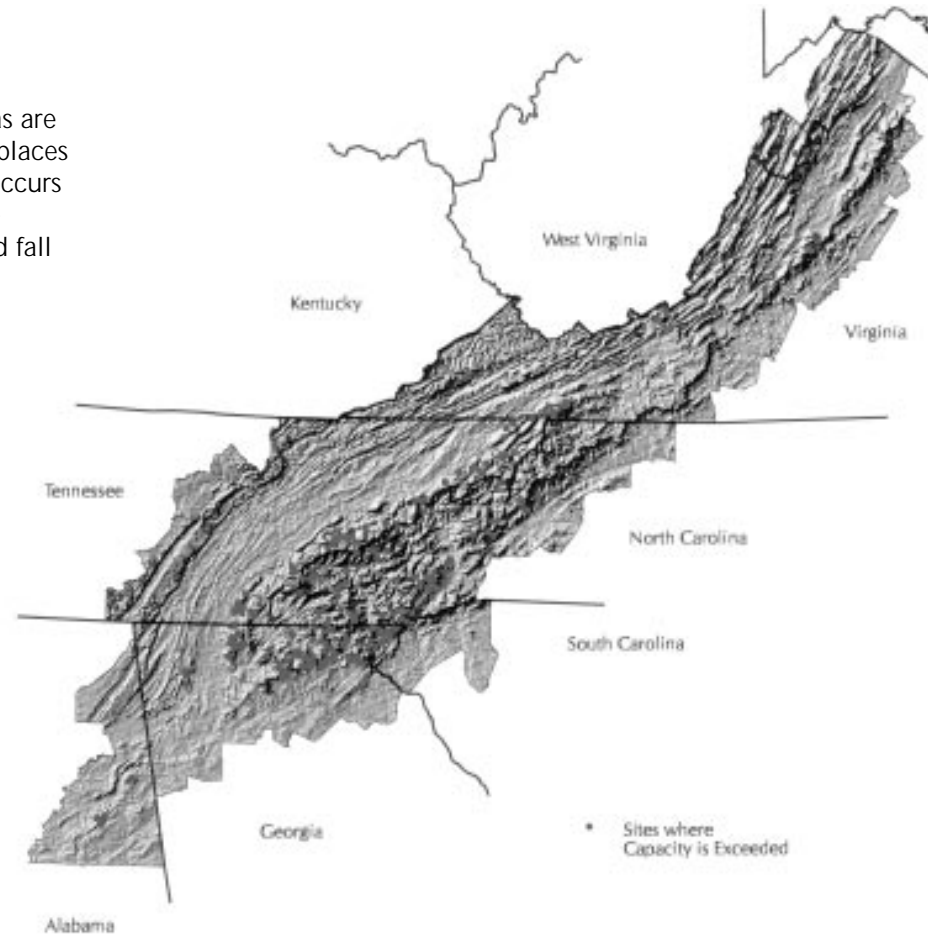 as are
places
ccurs
d fall
West Virginia
Kentucky
Virginia
Tennessee
North Carolina
South Carolina
Georgia
Sites where
Capacity is Exceeded
Alabama